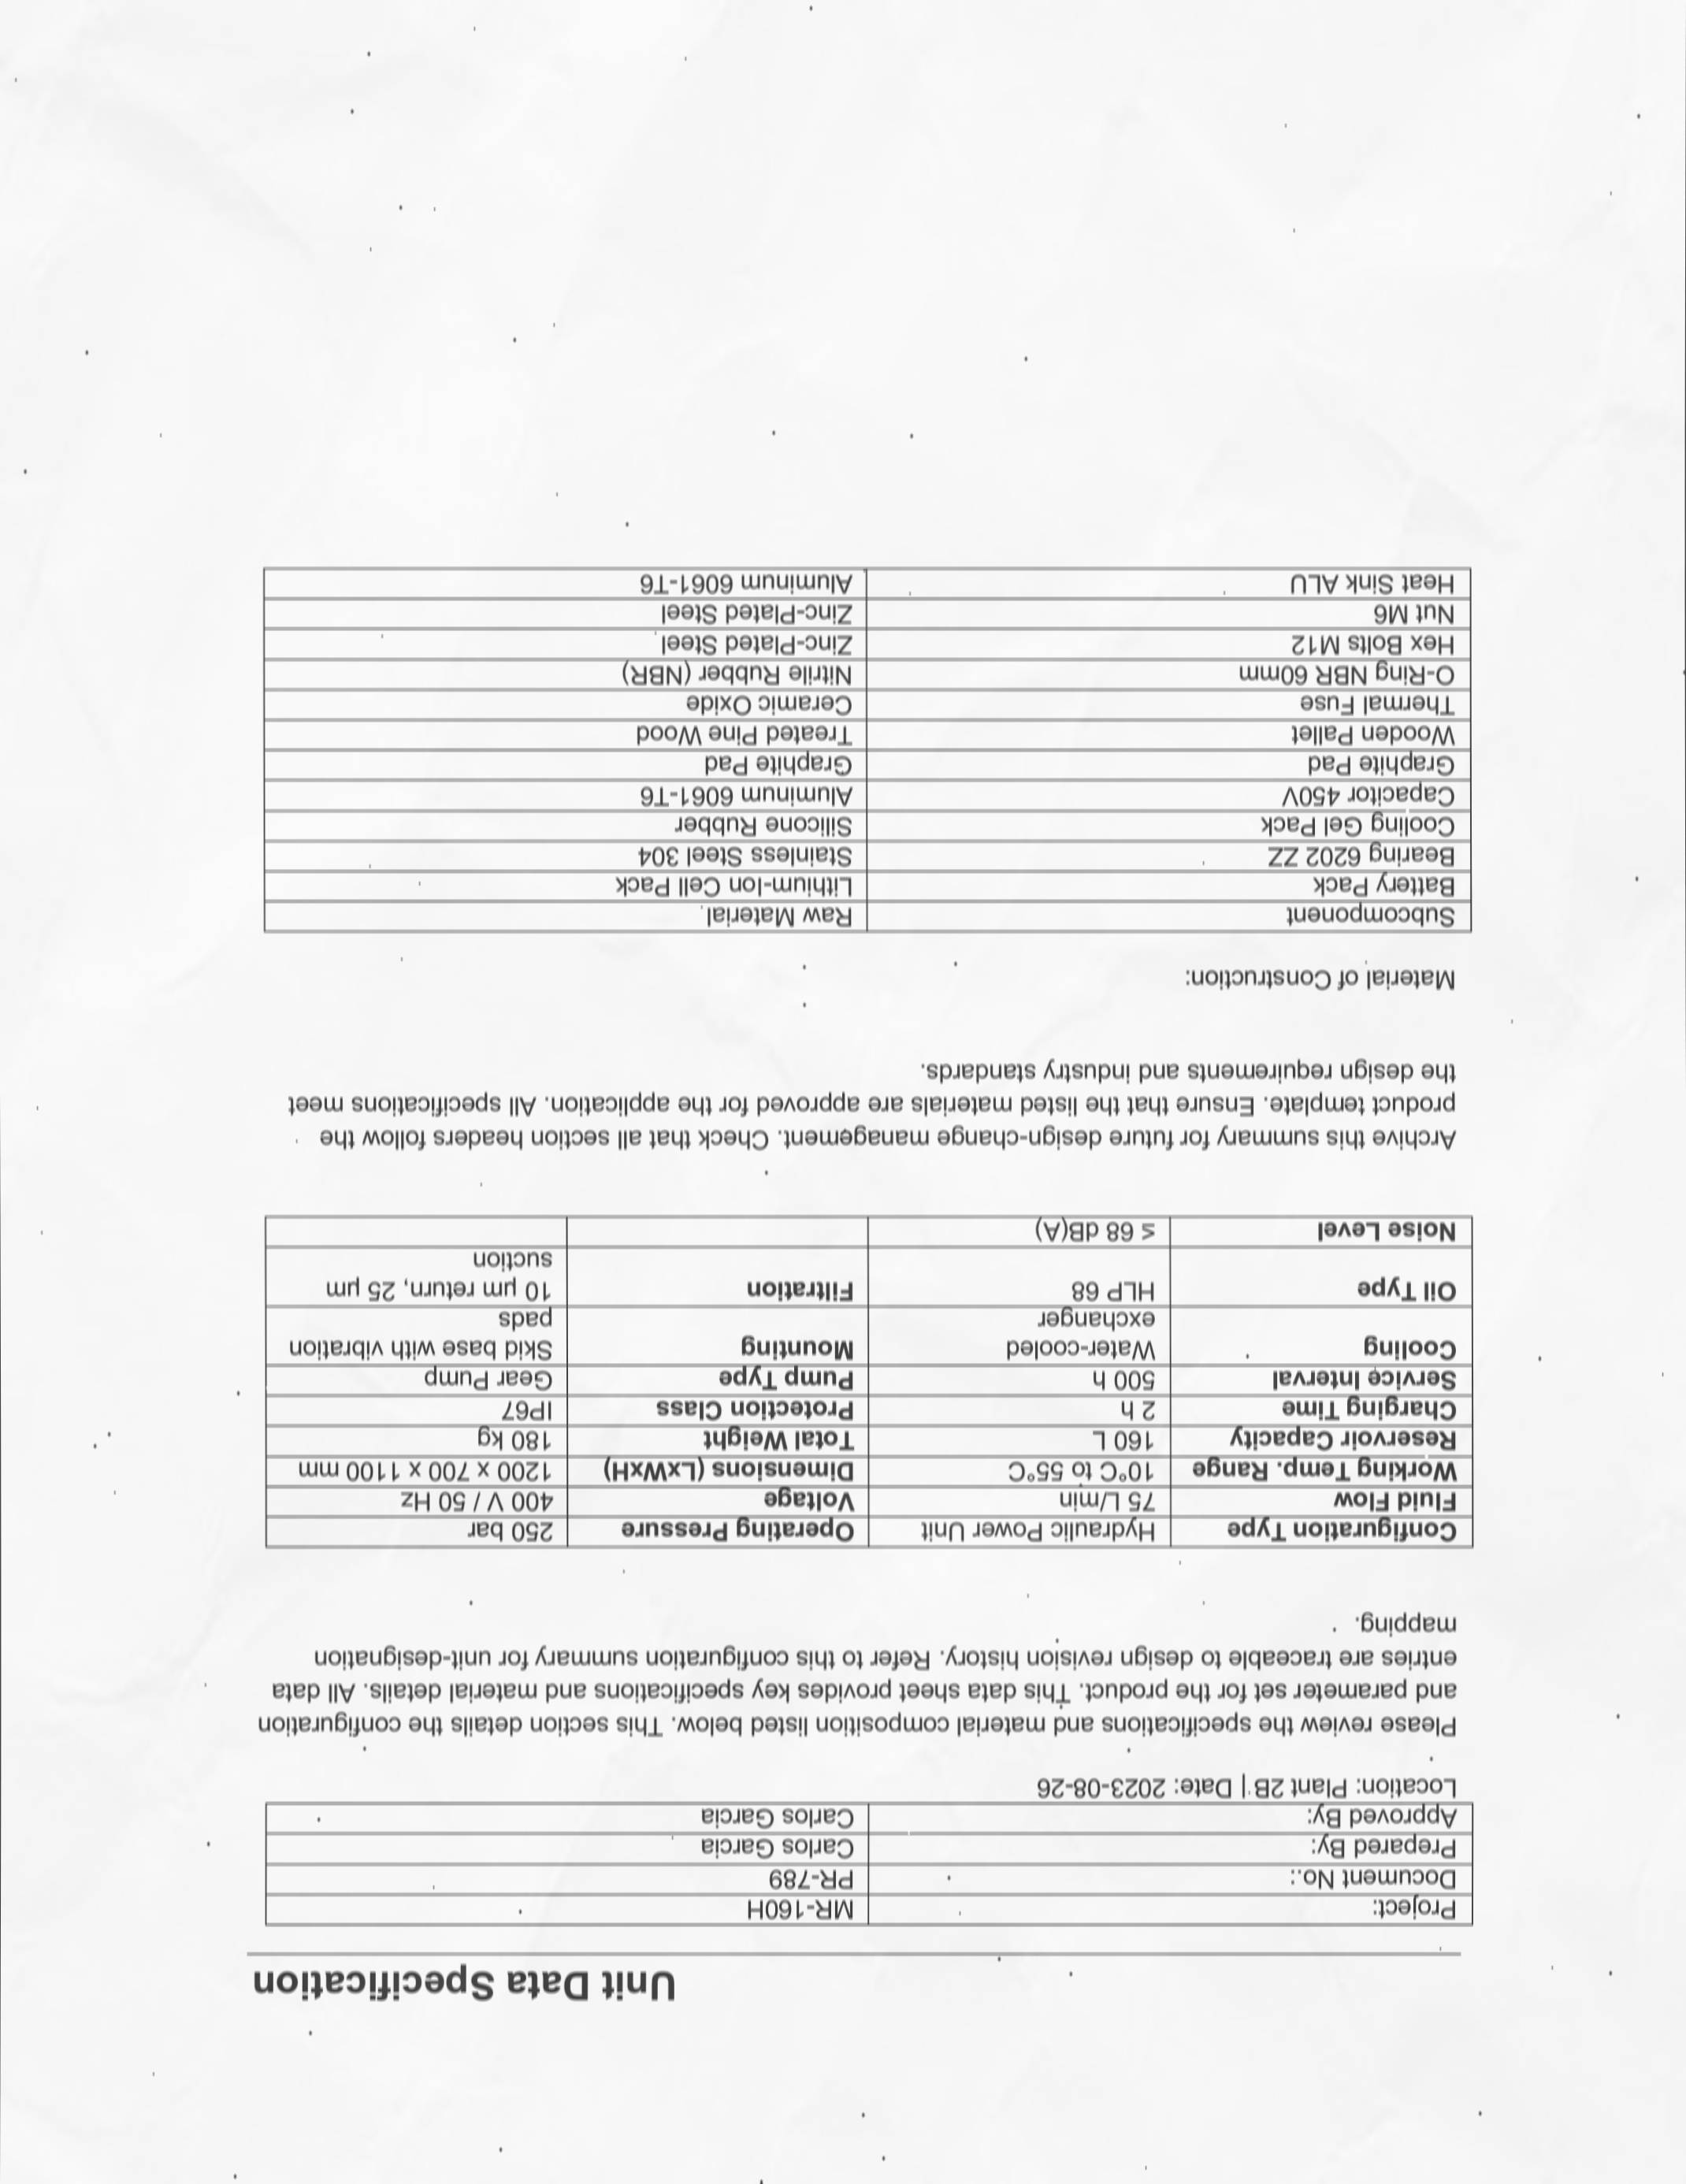 Unit Data Specification
Project: MR-160H
Document No.: PR-789
Prepared By: Carlos Garcia
Approved By: Carlos Garcia
Location: Plant 2B | Date: 2023-08-26
Please review the specifications and material composition listed below. This section details the configuration
and parameter set for the product. This data sheet provides key specifications and material details. All data
entries are traceable to design revision history. Refer to this configuration summary for unit-designation
mapping.
Configuration Type Hydraulic Power Unit Operating Pressure 250 bar
Fluid Flow 75 L/min Voltage 400 V / 50 Hz
Working Temp. Range 10°C to 55°C Dimensions (LxWxH) 1200 x 700 x 1100 mm
Reservoir Capacity 160 L Total Weight 180 kg
Charging Time 2 h Protection Class IP67
Service Interval 500 h Pump Type Gear Pump
Cooling Water-cooled Mounting Skid base with vibration
exchanger pads
Oil Type HLP 68 Filtration 10 µm return, 25 µm
suction
Noise Level ≤ 68 dB(A)
Archive this summary for future design-change management. Check that all section headers follow the
product template. Ensure that the listed materials are approved for the application. All specifications meet
the design requirements and industry standards.
Material of Construction:
Subcomponent Raw Material
Battery Pack Lithium-Ion Cell Pack
Bearing 6202 ZZ Stainless Steel 304
Cooling Gel Pack Silicone Rubber
Capacitor 450V Aluminum 6061-T6
Graphite Pad Graphite Pad
Wooden Pallet Treated Pine Wood
Thermal Fuse Ceramic Oxide
O-Ring NBR 60mm Nitrile Rubber (NBR)
Hex Bolts M12 Zinc-Plated Steel
Nut M6 Zinc-Plated Steel
Heat Sink ALU Aluminum 6061-T6